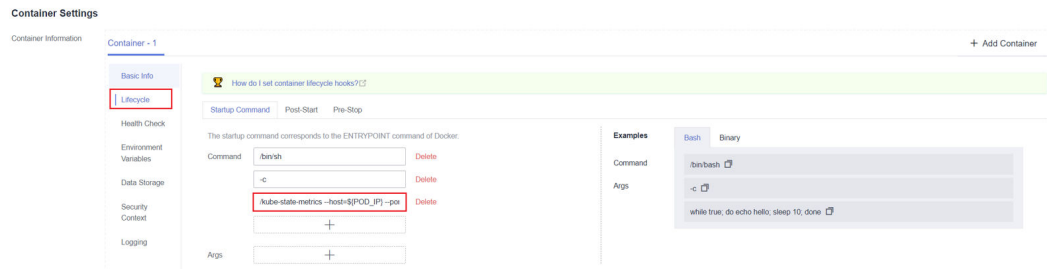 Container Settings
Container Information
Container - 1
+ Add Container
Basic Info
Lifecycle
Health Check
Environment
Variables
Data Storage
Security
Context
Logging
How do I set container lifecycle hooks?
Startup Command Post-Start Pre-Stop
The startup command corresponds to the ENTRYPOINT command of Docker.
Command /bin/sh Delete
-c Delete
/kube-state-metrics --host=${POD_IP} --por Delete
+
Args +
Examples Bash Binary
Command /bin/bash
Args -c
while true; do echo hello; sleep 10; done